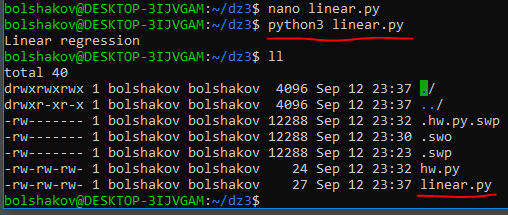 bolshakov@DESKTOP-3IJVGAM:~/dz3$ nano linear.py
bolshakov@DESKTOP-3IJVGAM:~/dz3$ python3 linear.py
Linear regression
bolshakov@DESKTOP-3IJVGAM:~/dz3$ ll
total 40
drwxrwxrwx 1 bolshakov bolshakov  4096 Sep 12 23:37 ./
drwxr-xr-x 1 bolshakov bolshakov  4096 Sep 12 23:37 ../
-rw------- 1 bolshakov bolshakov 12288 Sep 12 23:32 .hw.py.swp
-rw------- 1 bolshakov bolshakov 12288 Sep 12 23:30 .swo
-rw------- 1 bolshakov bolshakov 12288 Sep 12 23:23 .swp
-rw-rw-rw- 1 bolshakov bolshakov    24 Sep 12 23:32 hw.py
-rw-rw-rw- 1 bolshakov bolshakov    27 Sep 12 23:37 linear.py
bolshakov@DESKTOP-3IJVGAM:~/dz3$